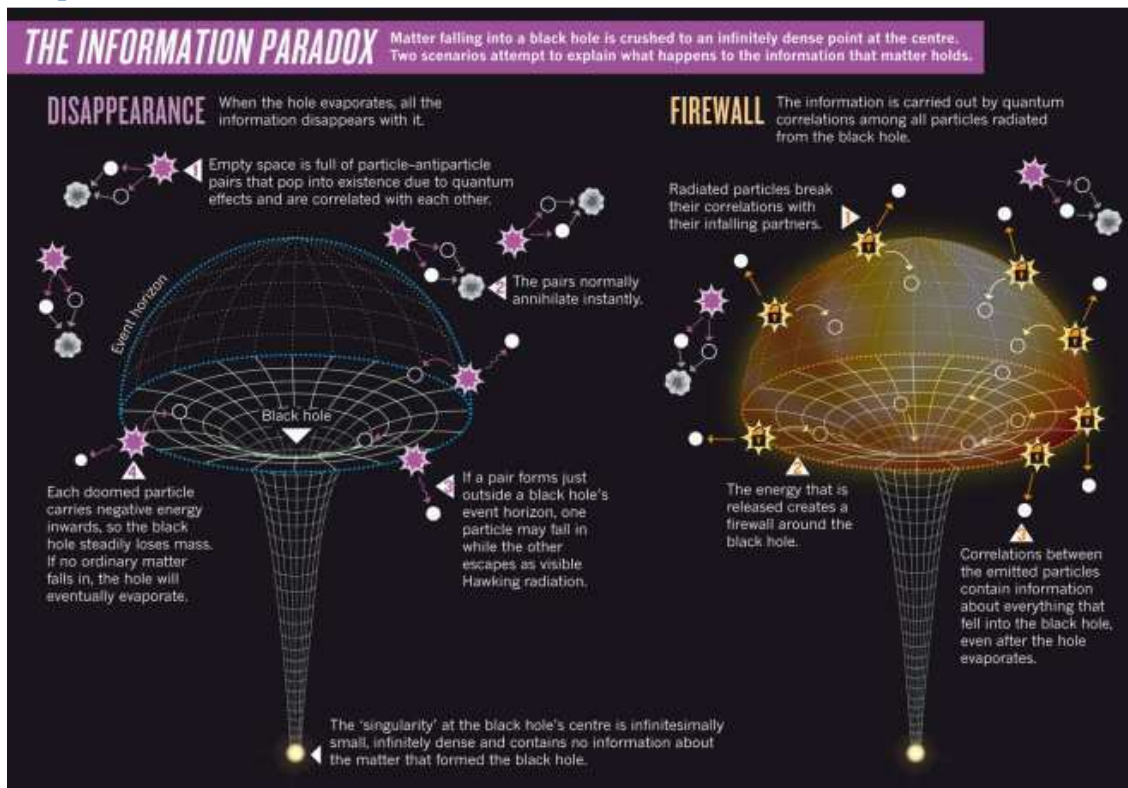 THE INFORMATION PARADOX
Matter falling into a black hole is crushed to an infinitely dense point at the centre.
Two scenarios attempt to explain what happens to the information that matter holds.
DISAPPEARANCE
When the hole evaporates, all the
information disappears with it.
1
Empty space is full of particle–antiparticle
pairs that pop into existence due to quantum
effects and are correlated with each other.
2
The pairs normally
annihilate instantly.
Event horizon
Black hole
3
If a pair forms just
outside a black hole's
event horizon, one
particle may fall in
while the other
escapes as visible
Hawking radiation.
4
Each doomed particle
carries negative energy
inwards, so the black
hole steadily loses mass.
If no ordinary matter
falls in, the hole will
eventually evaporate.
The 'singularity' at the black hole's centre is infinitesimally
small, infinitely dense and contains no information about
the matter that formed the black hole.
FIREWALL
The information is carried out by quantum
correlations among all particles radiated
from the black hole.
Radiated particles break
their correlations with
their infalling partners.
1
2
The energy that is
released creates a
firewall around the
black hole.
3
Correlations between
the emitted particles
contain information
about everything that
fell into the black hole,
even after the hole
evaporates.